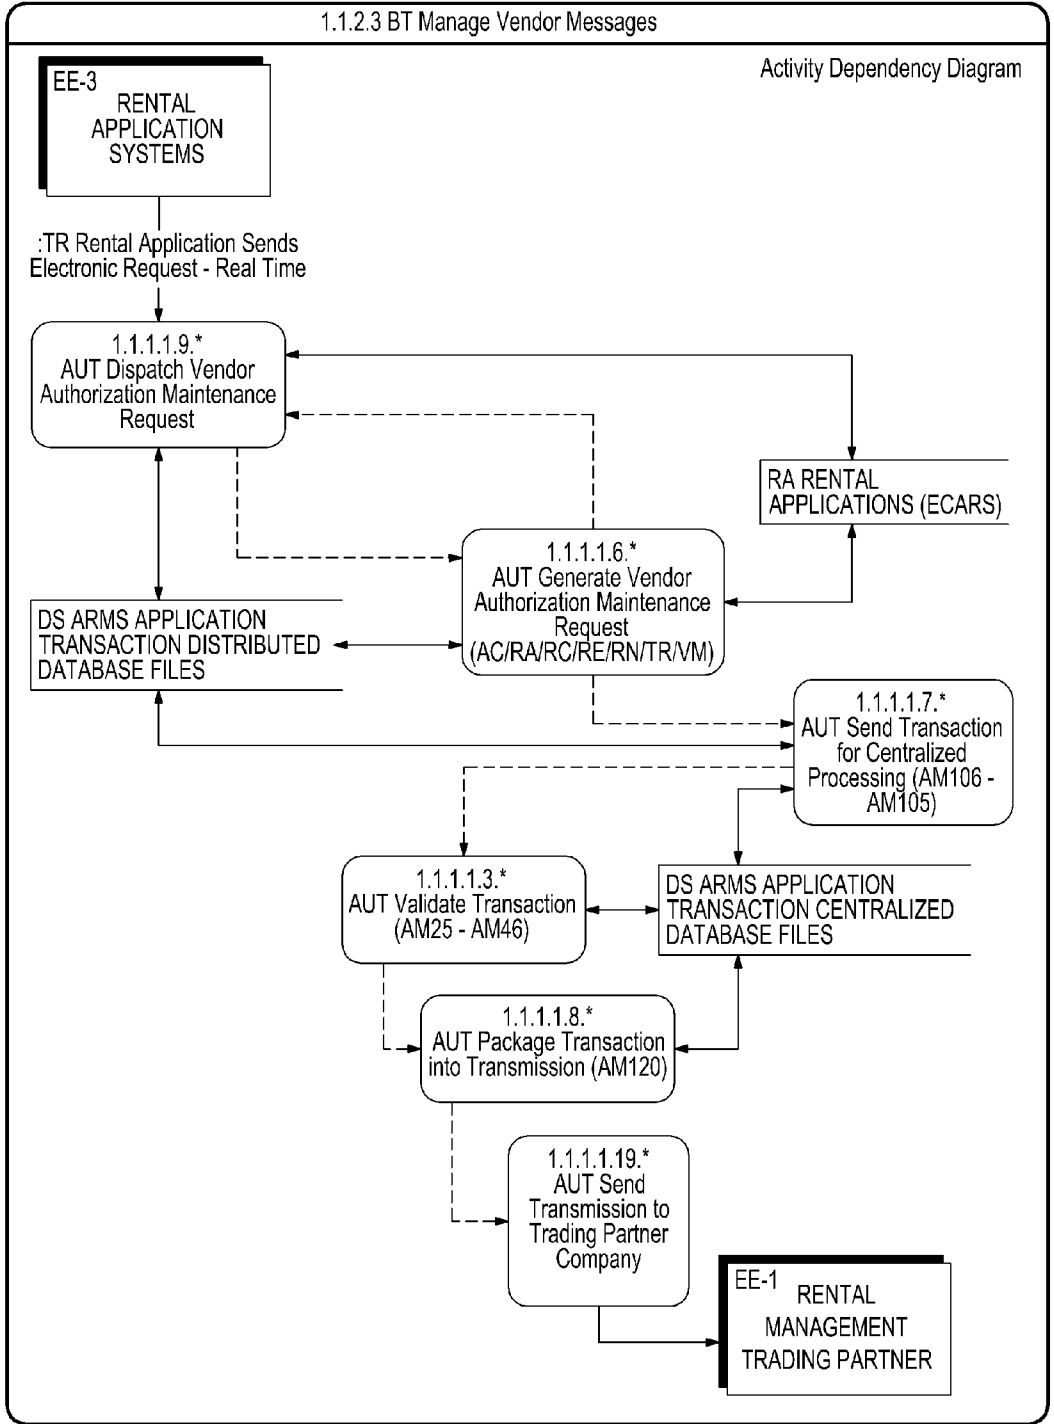 1.1.2.3 BT Manage Vendor Messages
Activity Dependency Diagram
EE-3
RENTAL
APPLICATION
SYSTEMS
:TR Rental Application Sends
Electronic Request - Real Time
1.1.1.1.9.*
AUT Dispatch Vendor
Authorization Maintenance
Request
RA RENTAL
APPLICATIONS (ECARS)
1.1.1.1.6.*
AUT Generate Vendor
Authorization Maintenance
Request
(AC/RA/RC/RE/RN/TR/VM)
DS ARMS APPLICATION
TRANSACTION DISTRIBUTED
DATABASE FILES
1.1.1.1.7.*
AUT Send Transaction
for Centralized
Processing (AM106 -
AM105)
1.1.1.1.3.*
AUT Validate Transaction
(AM25 - AM46)
DS ARMS APPLICATION
TRANSACTION CENTRALIZED
DATABASE FILES
1.1.1.1.8.*
AUT Package Transaction
into Transmission (AM120)
1.1.1.1.19.*
AUT Send
Transmission to
Trading Partner
Company
EE-1
RENTAL
MANAGEMENT
TRADING PARTNER